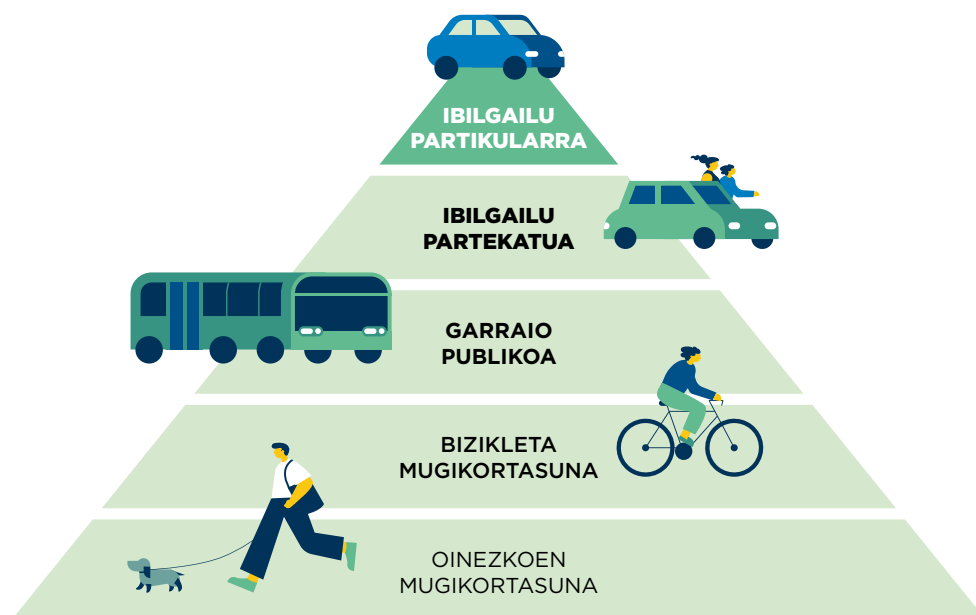 IBILGAILU
PARTIKULARRA
IBILGAILU
PARTEKATUA
GARRAIO
PUBLIKOA
BIZIKLETA
MUGIKORTASUNA
OINEZKOEN
MUGIKORTASUNA